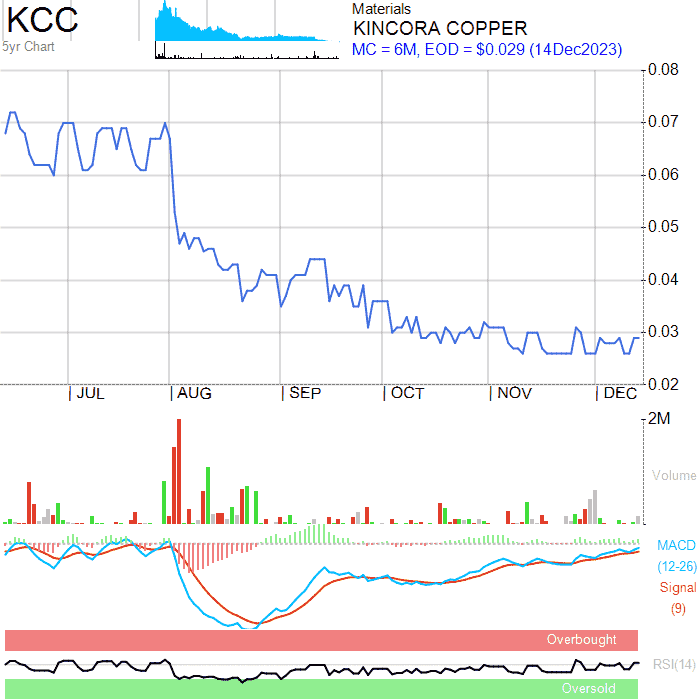 KCC
5yr Chart
Materials
KINCORA COPPER
MC = 6M, EOD = $0.029 (14Dec2023)
0.08
0.07
0.06
0.05
0.04
0.03
0.02
JUL AUG SEP OCT NOV DEC
2M
Volume
MACD
(12-26)
Signal
(9)
Overbought
RSI(14)
Oversold